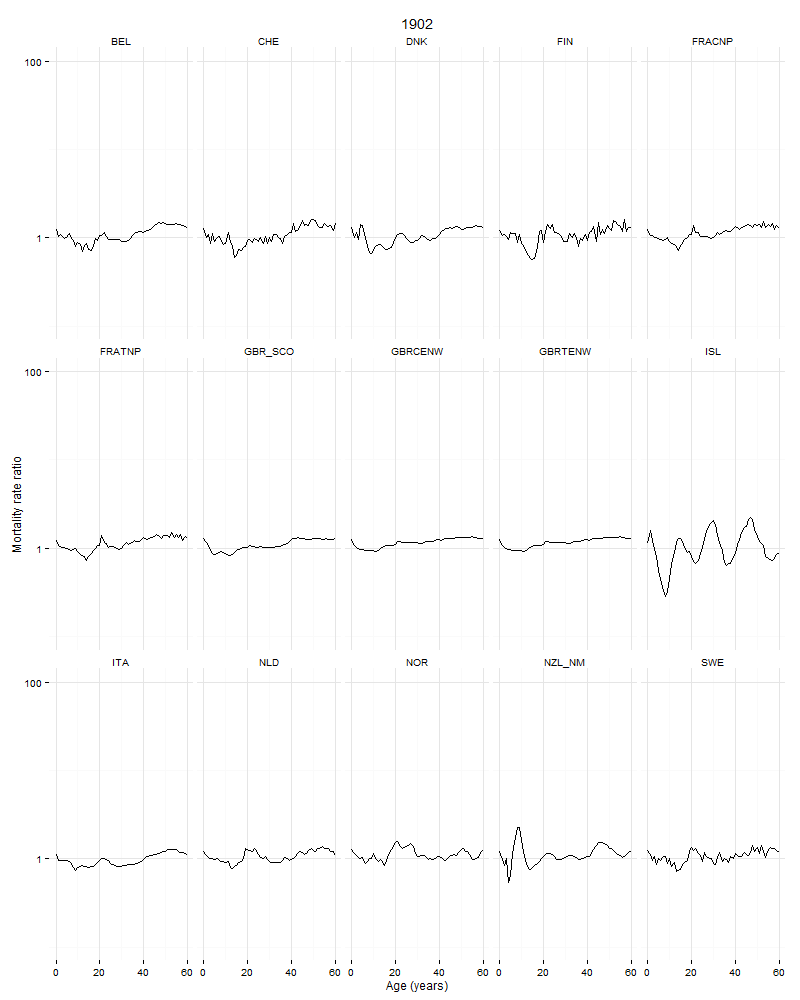 1902
BEL CHE DNK FIN FRACNP
100
1
FRATNP GBR_SCO GBRCENW GBRTENW ISL
100
1
Mortality rate ratio
ITA NLD NOR NZL_NM SWE
100
1
0 20 40 60 0 20 40 60 0 20 40 60 0 20 40 60 0 20 40 60
Age (years)